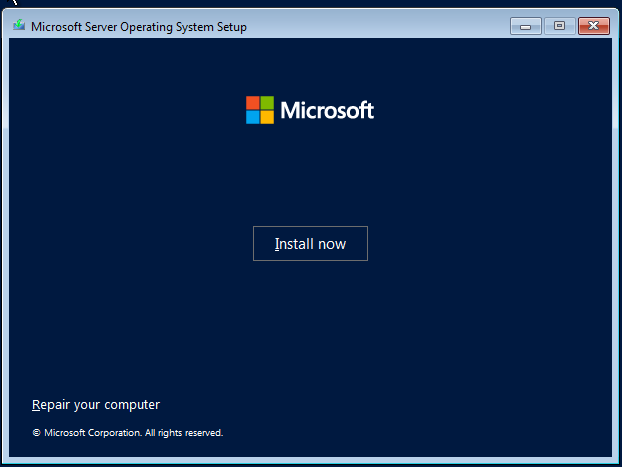 Microsoft Server Operating System Setup
Microsoft
Install now
Repair your computer
© Microsoft Corporation. All rights reserved.